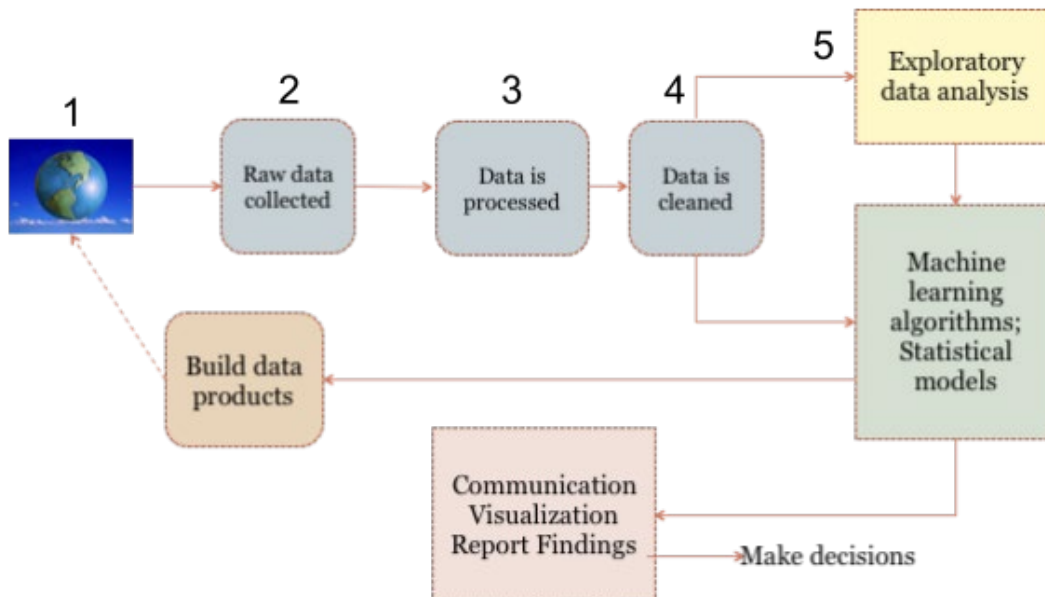 1
2
3
4
5
Raw data
collected
Data is
processed
Data is
cleaned
Exploratory
data analysis
Machine
learning
algorithms;
Statistical
models
Build data
products
Communication
Visualization
Report Findings
Make decisions